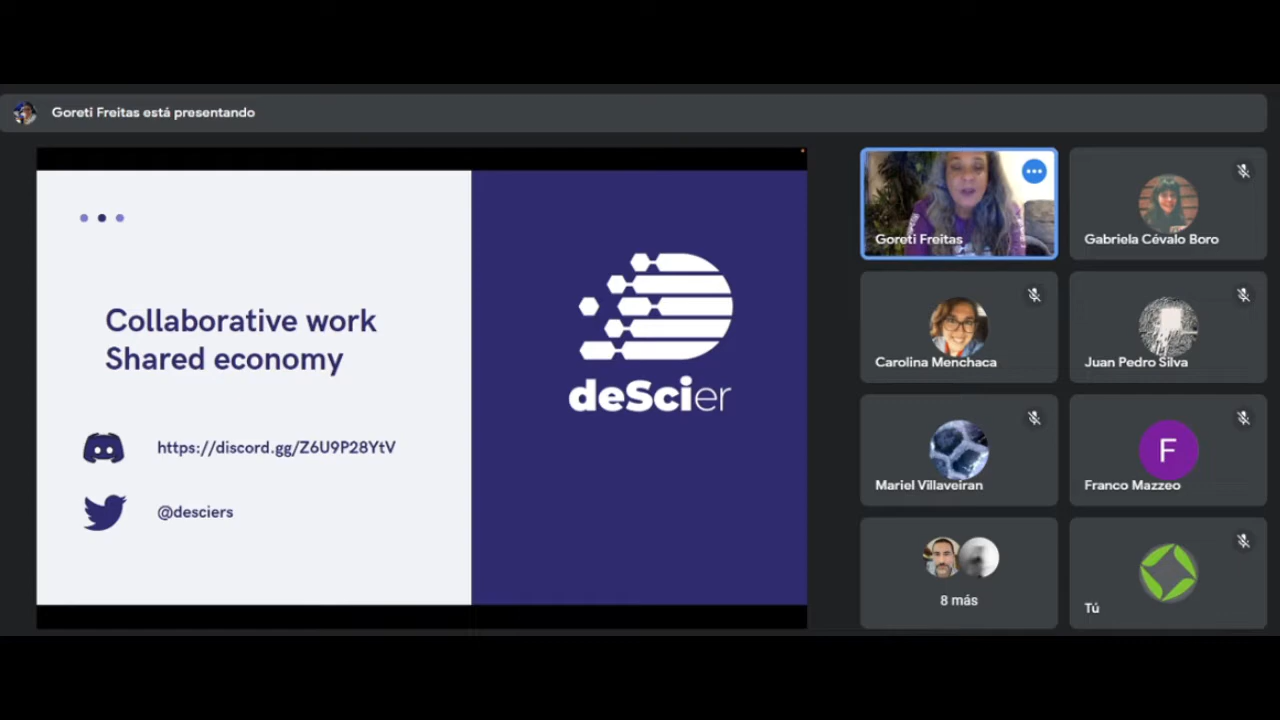 Goreti Freitas está presentando
Collaborative work
Shared economy
https://discord.gg/Z6U9P28YtV
@desciers
deScier
Goreti Freitas
Gabriela Cévalo Boro
Carolina Menchaca
Juan Pedro Silva
Mariel Villaveiran
F
Franco Mazzeo
8 más
Tú